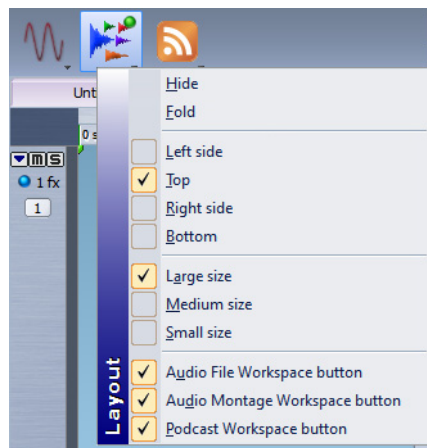 Hide
Unt
Fold
0 s
Left side
m s
1 fx
Top
1
Right side
Bottom
Large size
Medium size
Small size
Layout
Audio File Workspace button
Audio Montage Workspace button
Podcast Workspace button